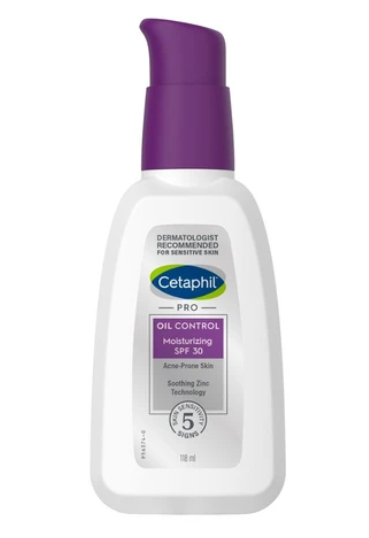 DERMATOLOGIST
RECOMMENDED
FOR SENSITIVE SKIN
Cetaphil
PRO
OIL CONTROL
Moisturizing
SPF 30
Acne-Prone Skin
Soothing Zinc
Technology
SKIN SENSITIVITY
5
SIGNS
118 ml